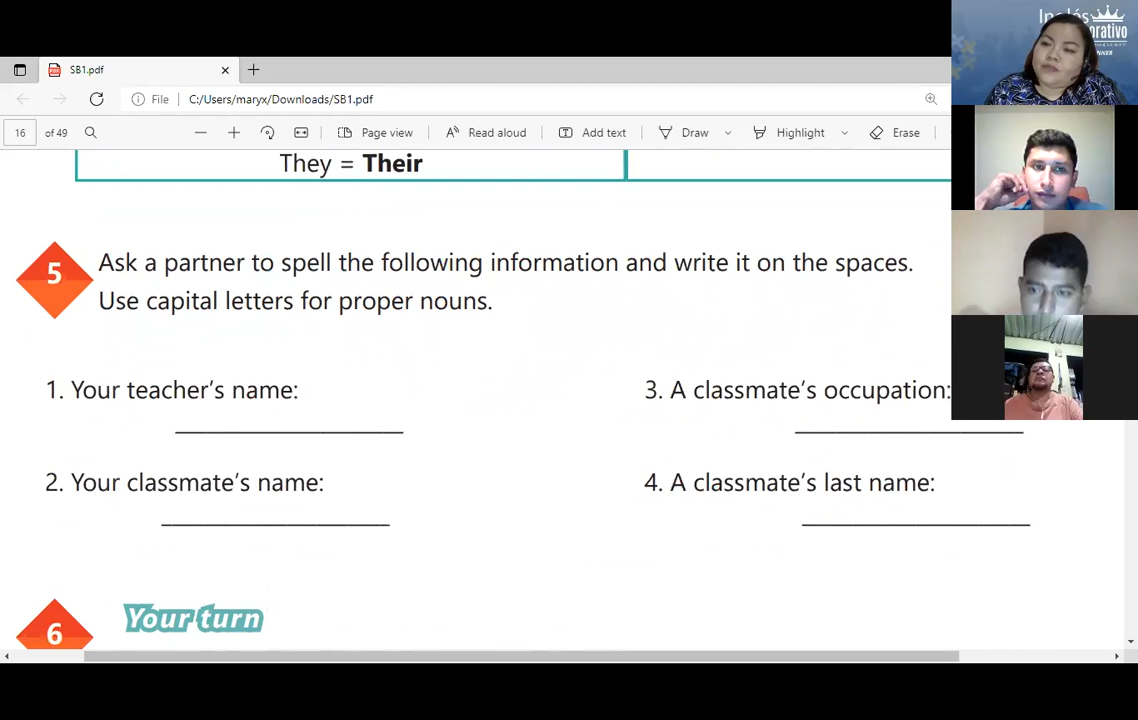 SB1.pdf
File C:/Users/maryx/Downloads/SB1.pdf
16 of 49 Page view Read aloud Add text Draw Highlight Erase
They = Their
5 Ask a partner to spell the following information and write it on the spaces.
Use capital letters for proper nouns.
1. Your teacher's name:
3. A classmate's occupation:
2. Your classmate's name:
4. A classmate's last name:
6 Your turn